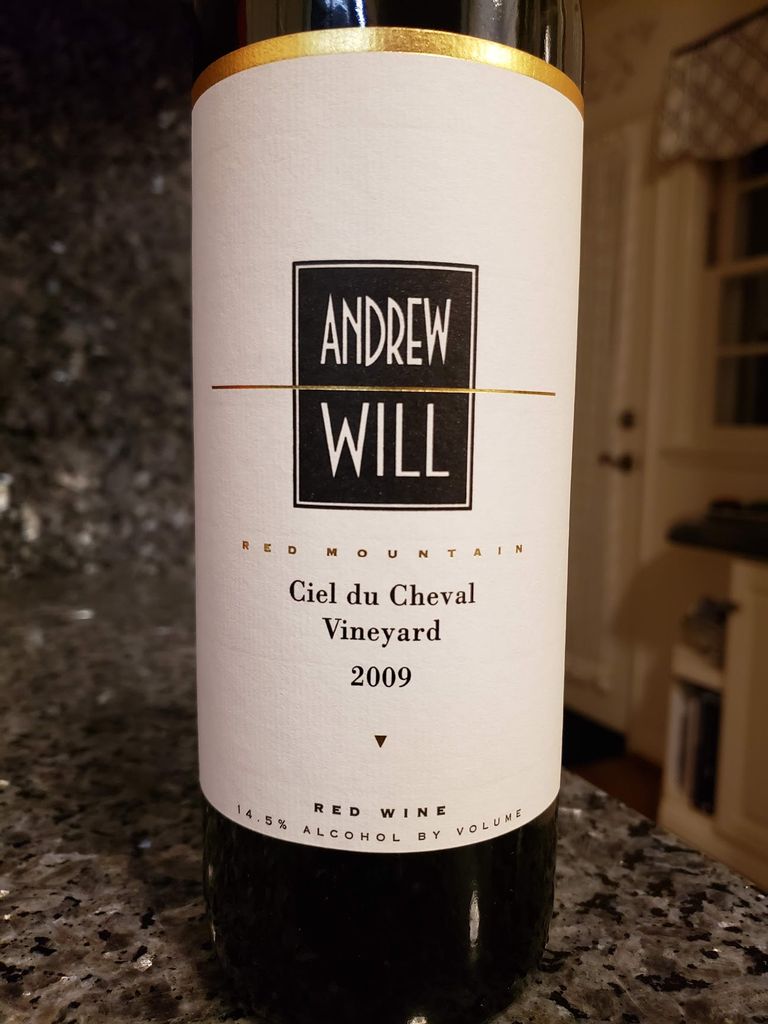 ANDREW
WILL
RED MOUNTAIN
Ciel du Cheval
Vineyard
2009
RED WINE
14.5% ALCOHOL BY VOLUME